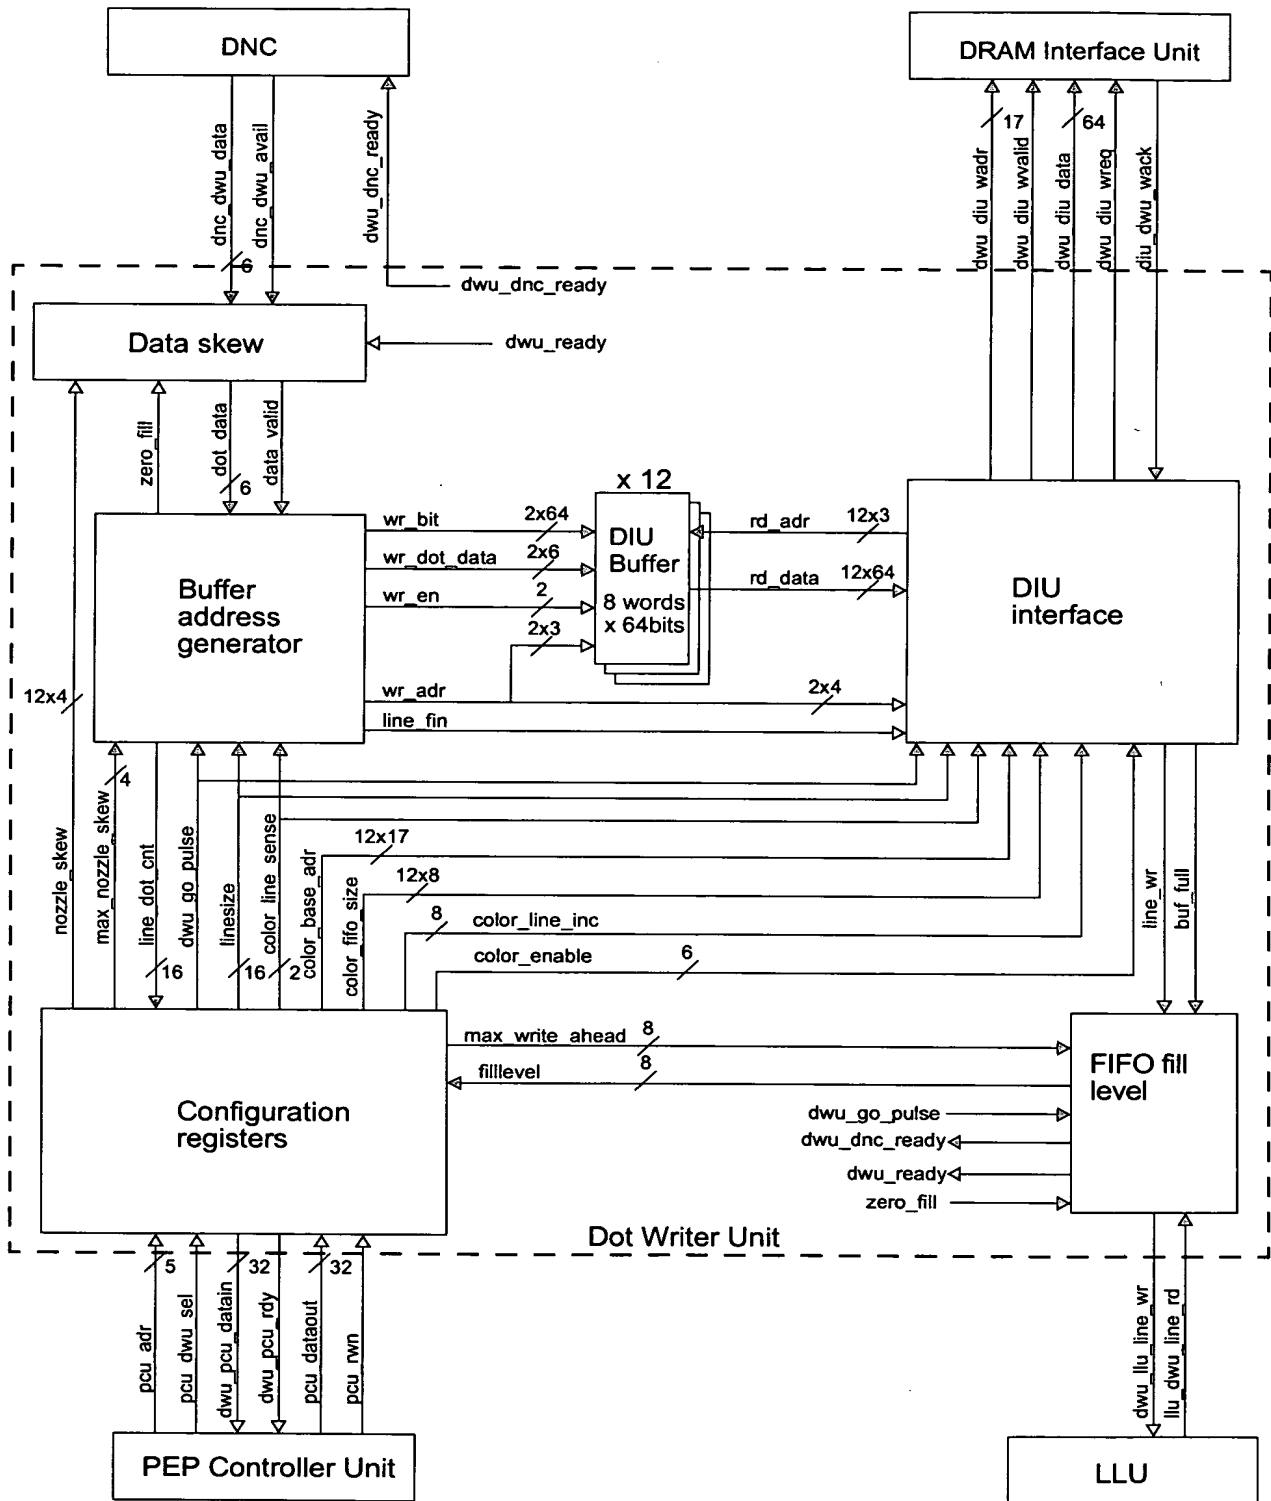 DNC
DRAM Interface Unit
dnc_dwu_data
6
dnc_dwu_avail
dwu_dnc_ready
dwu_diu_wadr
17
dwu_diu_wvalid
dwu_diu_data
64
dwu_diu_wreq
diu_dwu_wack
dwu_dnc_ready
Data skew
dwu_ready
zero_fill
dot_data
6
data_valid
x 12
wr_bit
2x64
DIU
Buffer
8 words
x 64bits
rd_adr
12x3
wr_dot_data
2x6
rd_data
12x64
wr_en
2
2x3
Buffer
address
generator
DIU
interface
wr_adr
2x4
line_fin
12x4
nozzle_skew
4
max_nozzle_skew
line_dot_cnt
16
dwu_go_pulse
linesize
16
color_line_sense
2
color_base_adr
12x17
color_fifo_size
12x8
8
color_line_inc
color_enable
6
line_wr
buf_full
max_write_ahead
8
filllevel
8
Configuration
registers
FIFO fill
level
dwu_go_pulse
dwu_dnc_ready
dwu_ready
zero_fill
Dot Writer Unit
pcu_adr
5
pcu_dwu_sel
dwu_pcu_datain
32
dwu_pcu_rdy
pcu_dataout
32
pcu_rwn
dwu_llu_line_wr
llu_dwu_line_rd
PEP Controller Unit
LLU